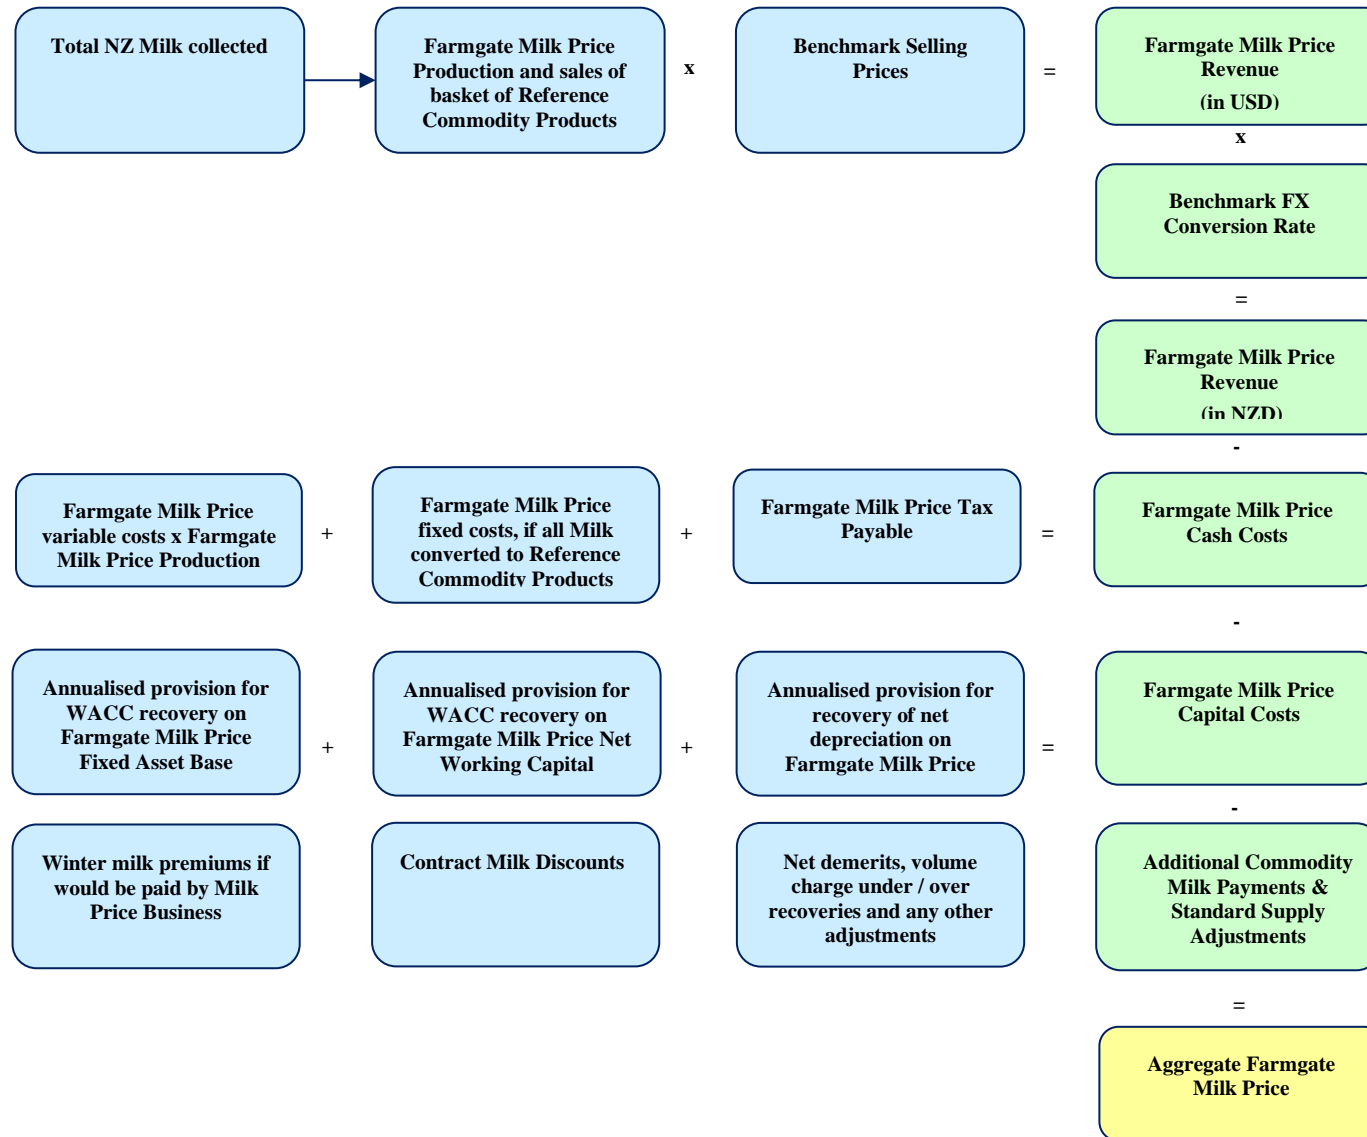 Total NZ Milk collected
Farmgate Milk Price
Production and sales of
basket of Reference
Commodity Products
x
Benchmark Selling
Prices
=
Farmgate Milk Price
Revenue
(in USD)
x
Benchmark FX
Conversion Rate
=
Farmgate Milk Price
Revenue
(in NZD)
-
Farmgate Milk Price
variable costs x Farmgate
Milk Price Production
+
Farmgate Milk Price
fixed costs, if all Milk
converted to Reference
Commodity Products
+
Farmgate Milk Price Tax
Payable
=
Farmgate Milk Price
Cash Costs
-
Annualised provision for
WACC recovery on
Farmgate Milk Price
Fixed Asset Base
+
Annualised provision for
WACC recovery on
Farmgate Milk Price Net
Working Capital
+
Annualised provision for
recovery of net
depreciation on
Farmgate Milk Price
=
Farmgate Milk Price
Capital Costs
-
Winter milk premiums if
would be paid by Milk
Price Business
Contract Milk Discounts
Net demerits, volume
charge under / over
recoveries and any other
adjustments
Additional Commodity
Milk Payments &
Standard Supply
Adjustments
=
Aggregate Farmgate
Milk Price